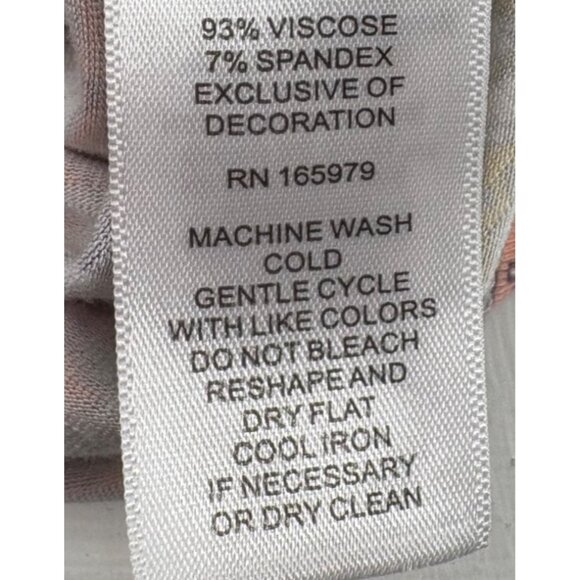 93% VISCOSE
7% SPANDEX
EXCLUSIVE OF
DECORATION
RN 165979
MACHINE WASH
COLD
GENTLE CYCLE
WITH LIKE COLORS
DO NOT BLEACH
RESHAPE AND
DRY FLAT
COOL IRON
IF NECESSARY
OR DRY CLEAN